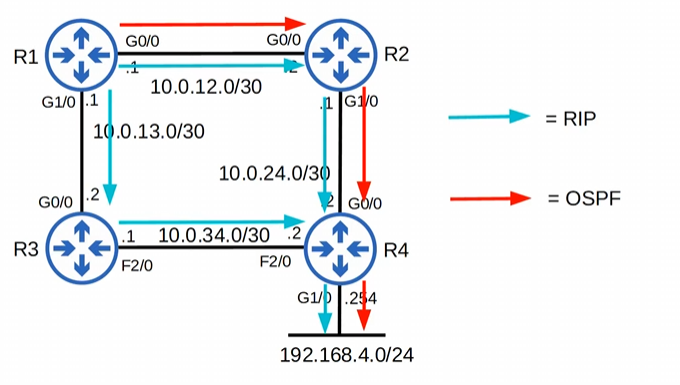 G0/0
G0/0
R1
R2
.1
.2
10.0.12.0/30
G1/0
.1
.1
G1/0
= RIP
10.0.13.0/30
10.0.24.0/30
.2
.2
= OSPF
G0/0
G0/0
.1
10.0.34.0/30
.2
R3
R4
F2/0
F2/0
G1/0
.254
192.168.4.0/24